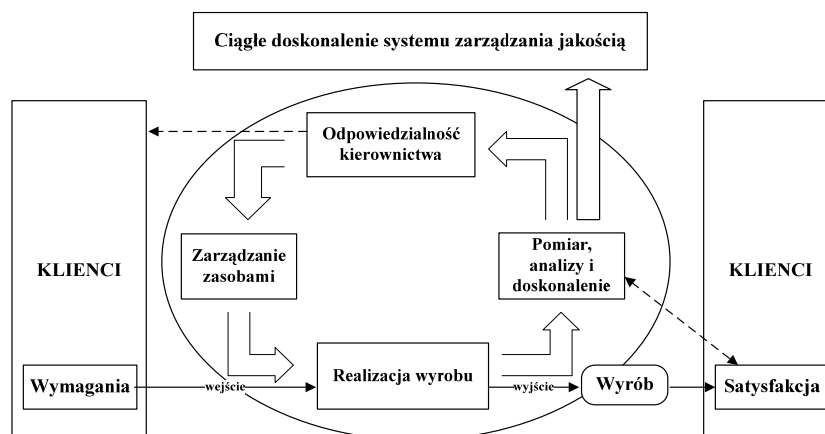 Ciągłe doskonalenie systemu zarządzania jakością
Odpowiedzialność
kierownictwa
Zarządzanie
zasobami
Pomiar,
analizy i
doskonalenie
KLIENCI
KLIENCI
Wymagania
wejście
Realizacja wyrobu
wyjście
Wyrób
Satysfakcja